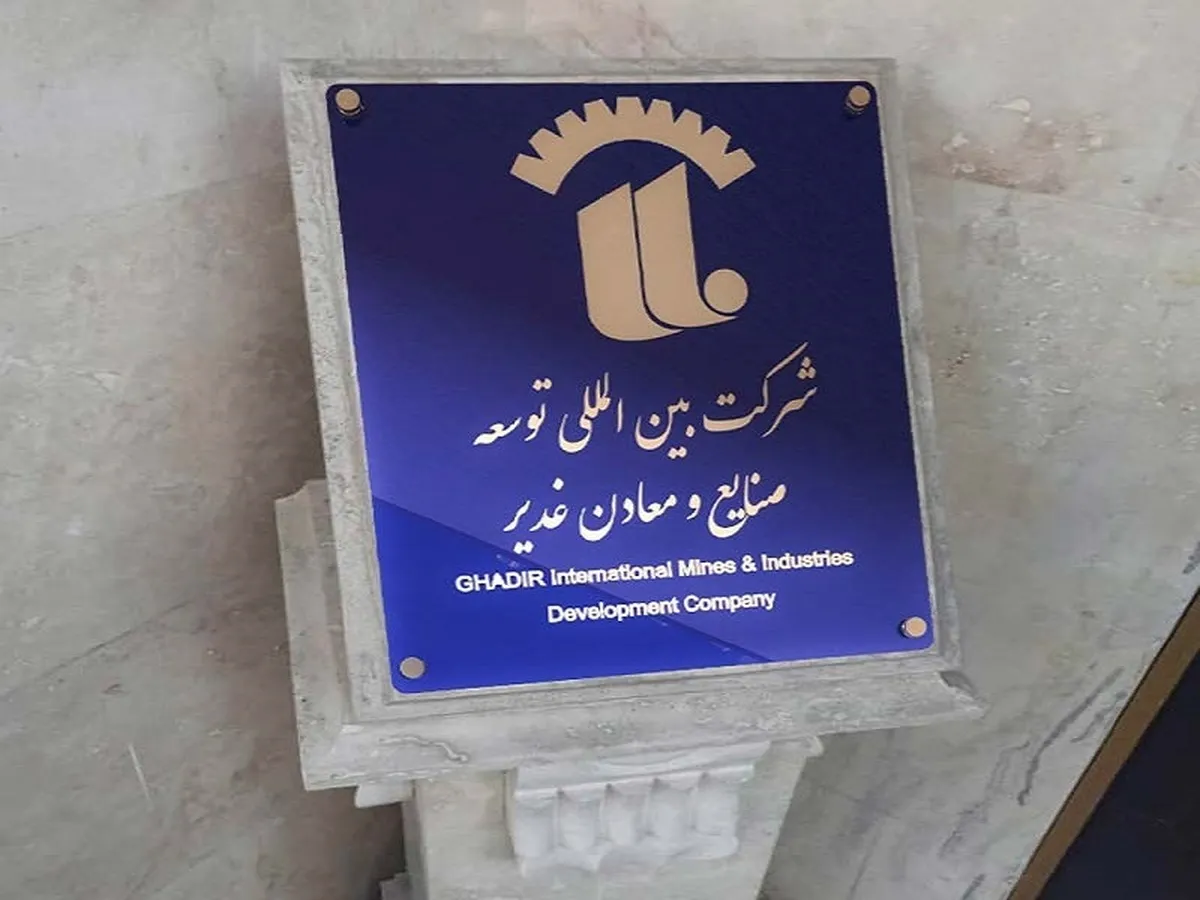 شرکت بین المللی توسعه
صنایع و معادن غدیر
GHADIR International Mines & Industries
Development Company